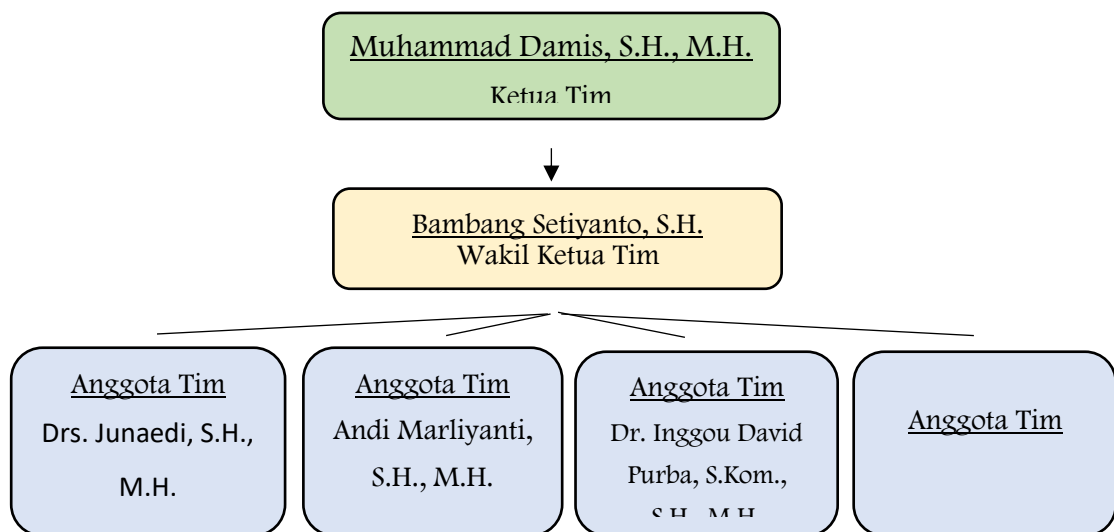 Muhammad Damis, S.H., M.H.
Ketua Tim
Bambang Setiyanto, S.H.
Wakil Ketua Tim
Anggota Tim
Drs. Junaedi, S.H.,
M.H.
Anggota Tim
Andi Marliyanti,
S.H., M.H.
Anggota Tim
Dr. Inggou David
Purba, S.Kom.,
S.H., M.H.
Anggota Tim